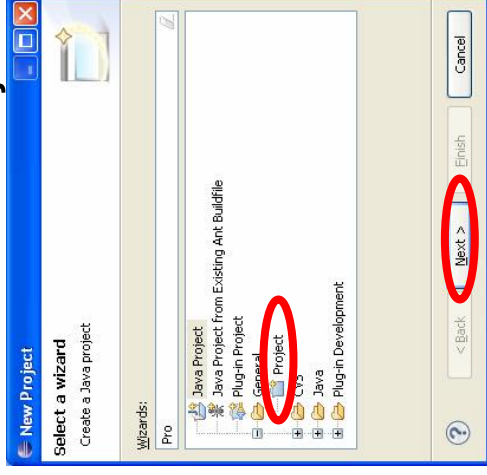 New Project
Select a wizard
Create a Java project
Wizards:
Pro
Java Project
Java Project from Existing Ant Buildfile
Plug-in Project
General
Project
CVS
Java
Plug-in Development
< Back
Next >
Finish
Cancel